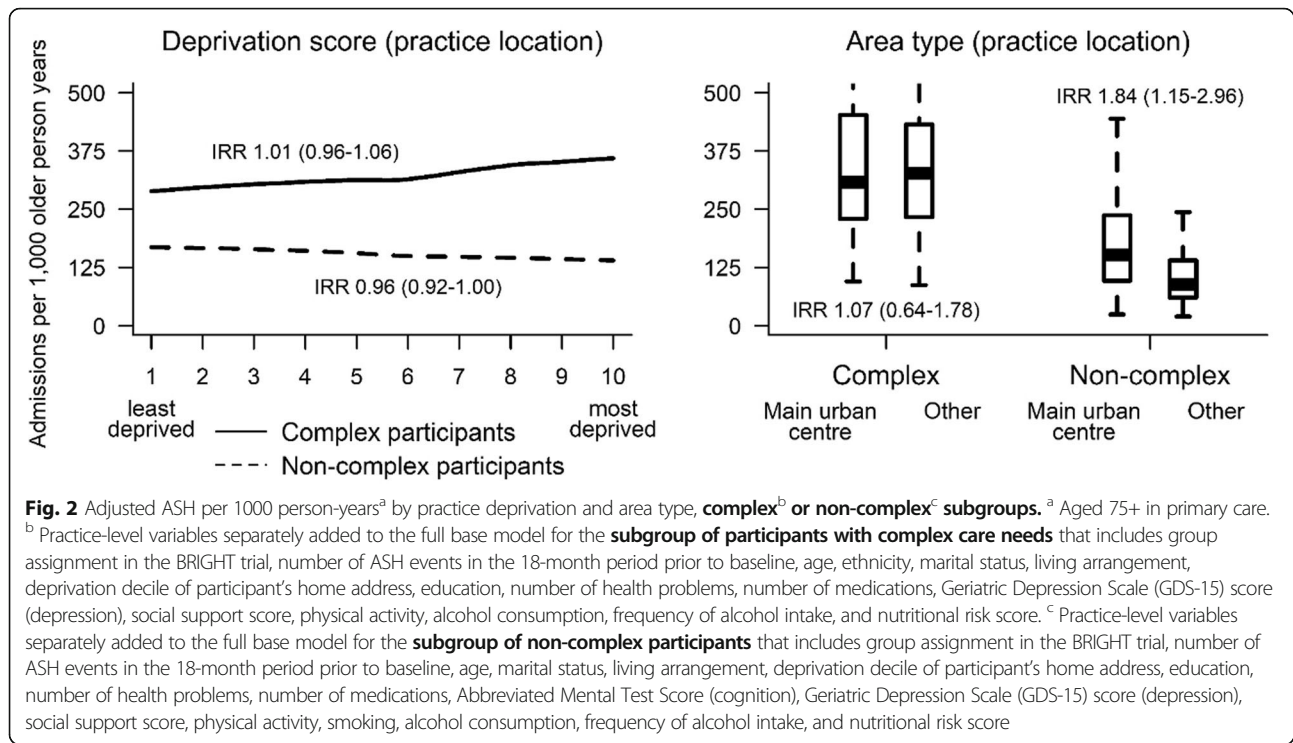 Deprivation score (practice location)
Area type (practice location)
Admissions per 1,000 older person years
500
375
250
125
0
IRR 1.01 (0.96-1.06)
IRR 0.96 (0.92-1.00)
1 2 3 4 5 6 7 8 9 10
least deprived
most deprived
Complex participants
Non-complex participants
500
375
250
125
0
IRR 1.84 (1.15-2.96)
IRR 1.07 (0.64-1.78)
Complex
Non-complex
Main urban centre
Other
Main urban centre
Other
Fig. 2 Adjusted ASH per 1000 person-yearsᵃ by practice deprivation and area type, complexᵇ or non-complexᶜ subgroups. ᵃ Aged 75+ in primary care.
ᵇ Practice-level variables separately added to the full base model for the subgroup of participants with complex care needs that includes group
assignment in the BRIGHT trial, number of ASH events in the 18-month period prior to baseline, age, ethnicity, marital status, living arrangement,
deprivation decile of participant's home address, education, number of health problems, number of medications, Geriatric Depression Scale (GDS-15) score
(depression), social support score, physical activity, alcohol consumption, frequency of alcohol intake, and nutritional risk score. ᶜ Practice-level variables
separately added to the full base model for the subgroup of non-complex participants that includes group assignment in the BRIGHT trial, number of
ASH events in the 18-month period prior to baseline, age, marital status, living arrangement, deprivation decile of participant's home address, education,
number of health problems, number of medications, Abbreviated Mental Test Score (cognition), Geriatric Depression Scale (GDS-15) score (depression),
social support score, physical activity, smoking, alcohol consumption, frequency of alcohol intake, and nutritional risk score